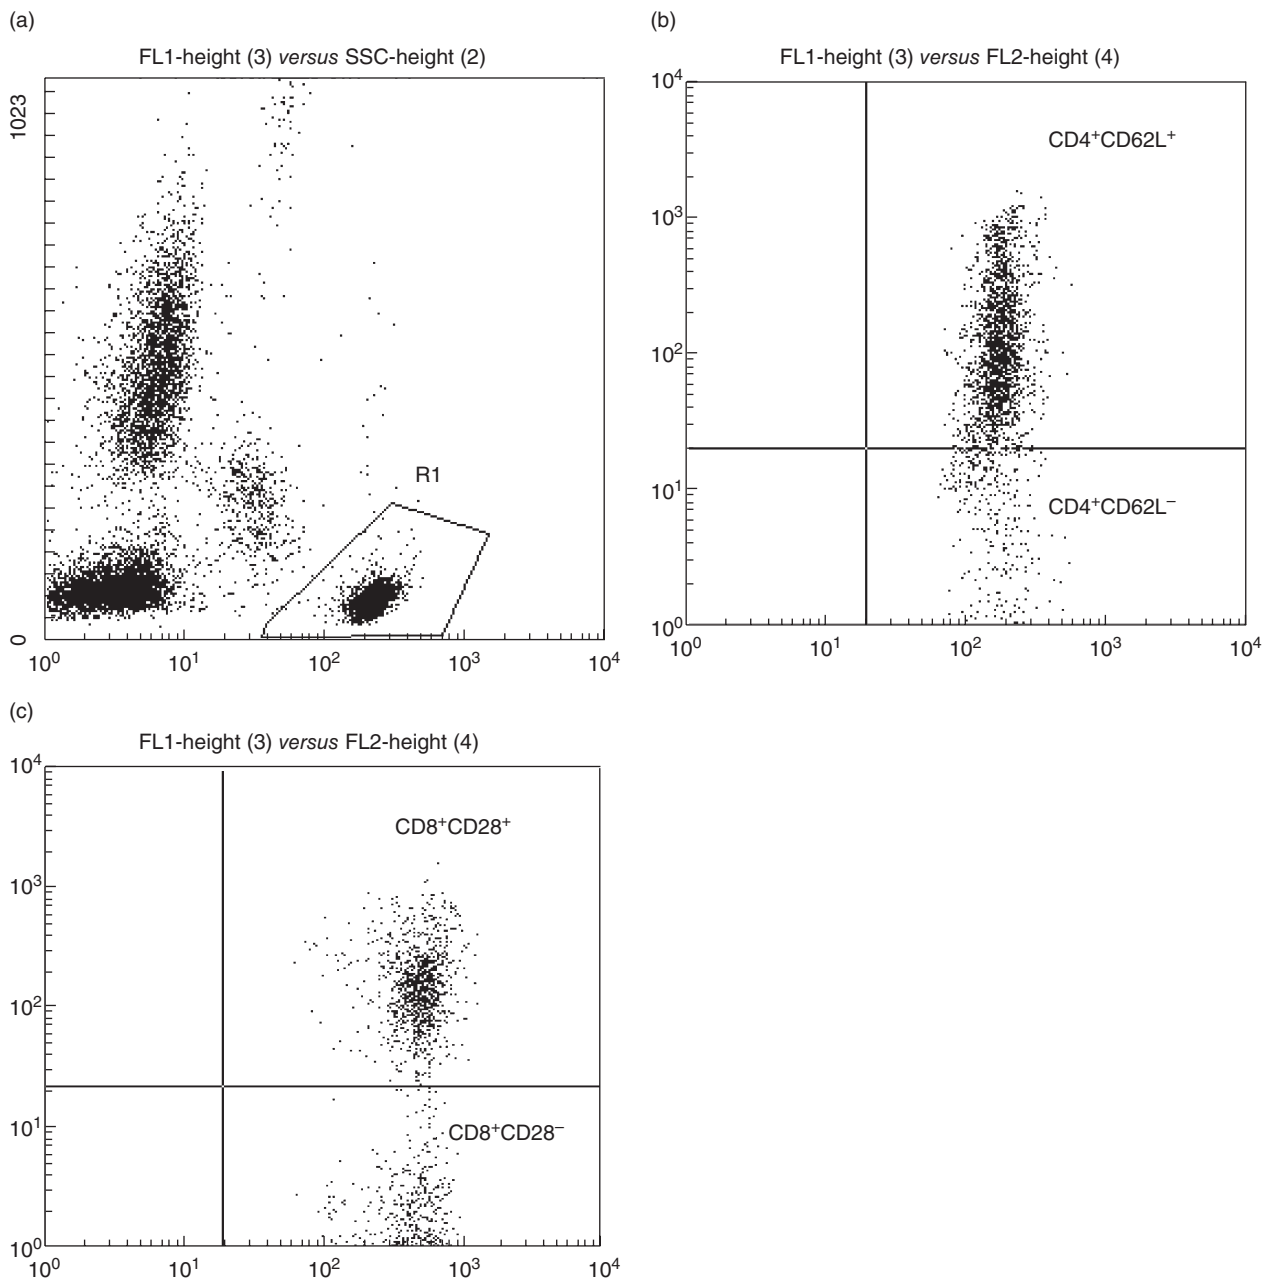 (a)
FL1-height (3) versus SSC-height (2)
1023
0
R1
10⁰ 10¹ 10² 10³ 10⁴
(b)
FL1-height (3) versus FL2-height (4)
10⁴
CD4⁺CD62L⁺
10³
10²
10¹
CD4⁺CD62L⁻
10⁰
10⁰ 10¹ 10² 10³ 10⁴
(c)
FL1-height (3) versus FL2-height (4)
10⁴
CD8⁺CD28⁺
10³
10²
10¹
CD8⁺CD28⁻
10⁰
10⁰ 10¹ 10² 10³ 10⁴